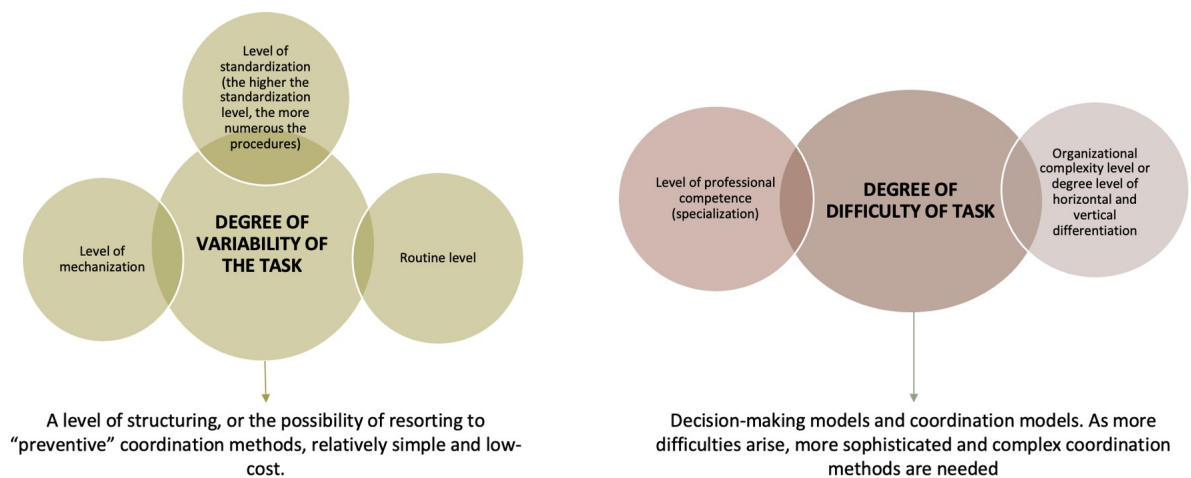 Level of
standardization
(the higher the
standardization
level, the more
numerous the
procedures)
DEGREE OF
VARIABILITY OF
THE TASK
Level of
mechanization
Routine level
A level of structuring, or the possibility of resorting to
“preventive” coordination methods, relatively simple and low-
cost.
Level of professional
competence
(specialization)
DEGREE OF
DIFFICULTY OF TASK
Organizational
complexity level or
degree level of
horizontal and
vertical
differentiation
Decision-making models and coordination models. As more
difficulties arise, more sophisticated and complex coordination
methods are needed